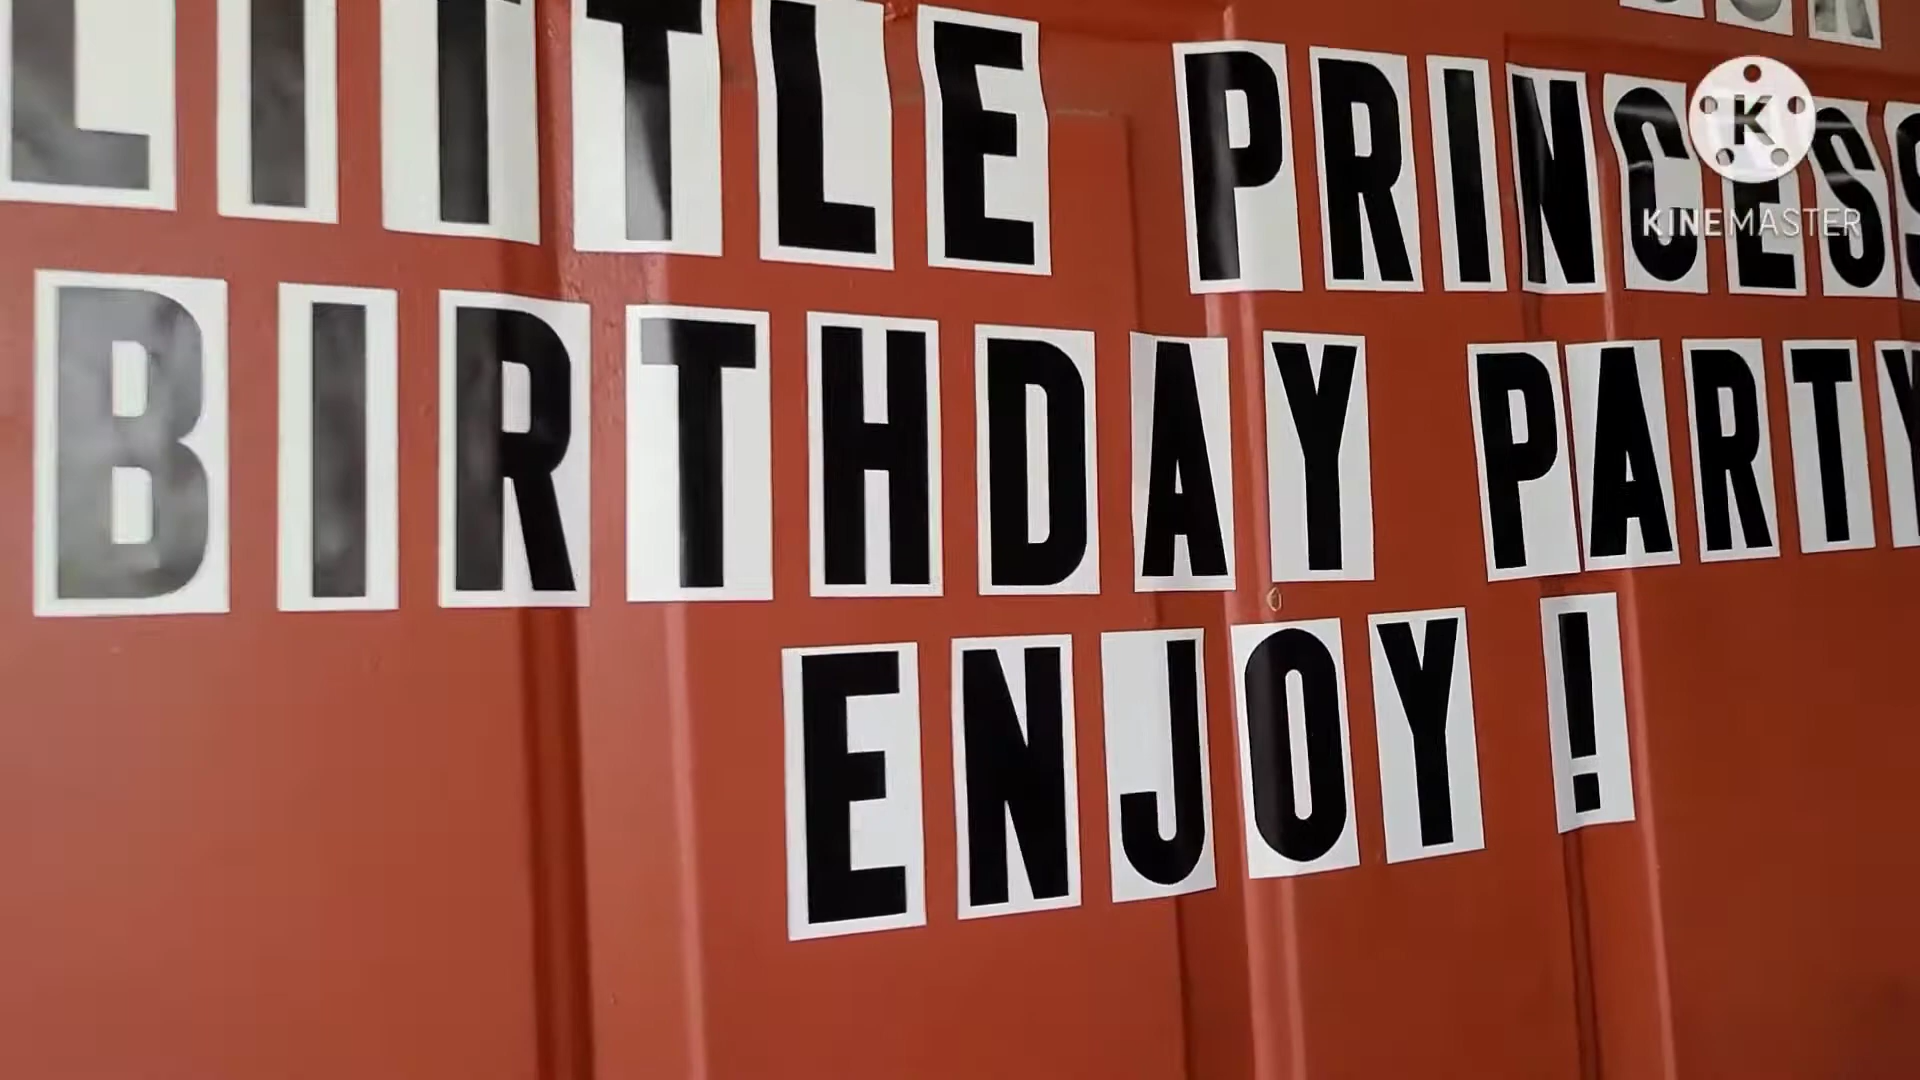 LITTLE PRINCESS
BIRTHDAY PARTY
ENJOY!
K
KINEMASTER